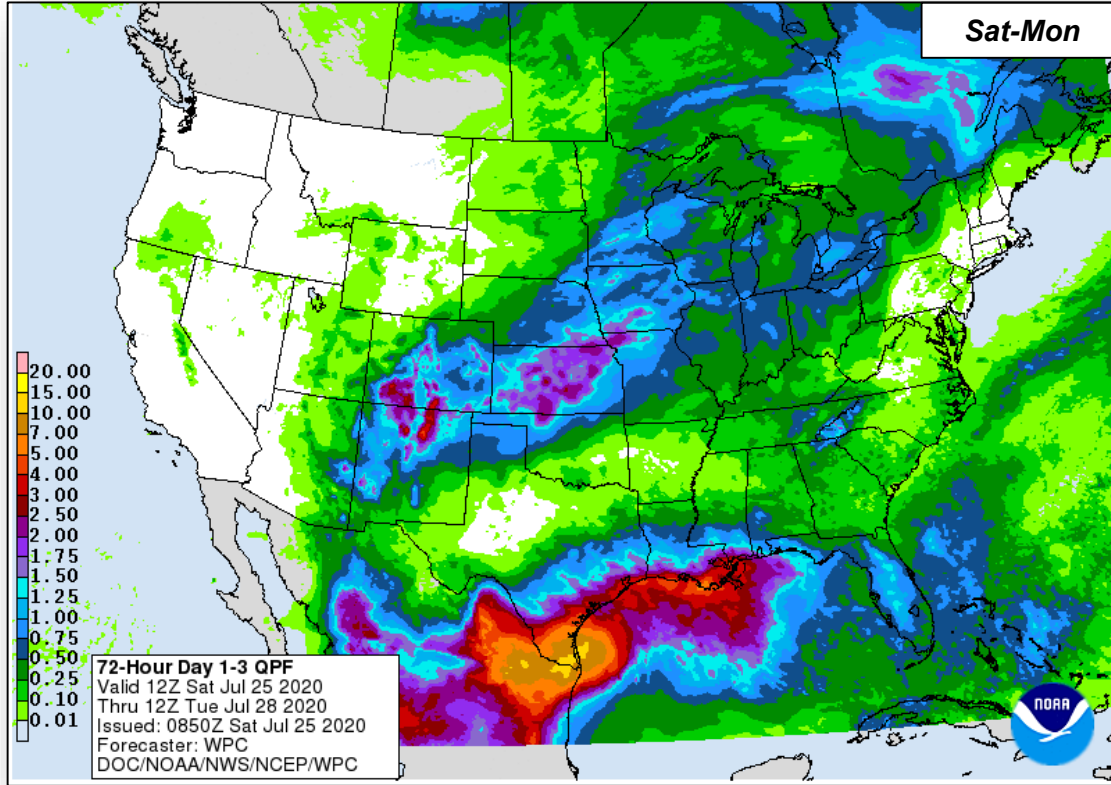 Sat-Mon
20.00
15.00
10.00
7.00
5.00
4.00
3.00
2.50
2.00
1.75
1.50
1.25
1.00
0.75
0.50
0.25
0.10
0.01
72-Hour Day 1-3 QPF
Valid 12Z Sat Jul 25 2020
Thru 12Z Tue Jul 28 2020
Issued: 0850Z Sat Jul 25 2020
Forecaster: WPC
DOC/NOAA/NWS/NCEP/WPC
NOAA